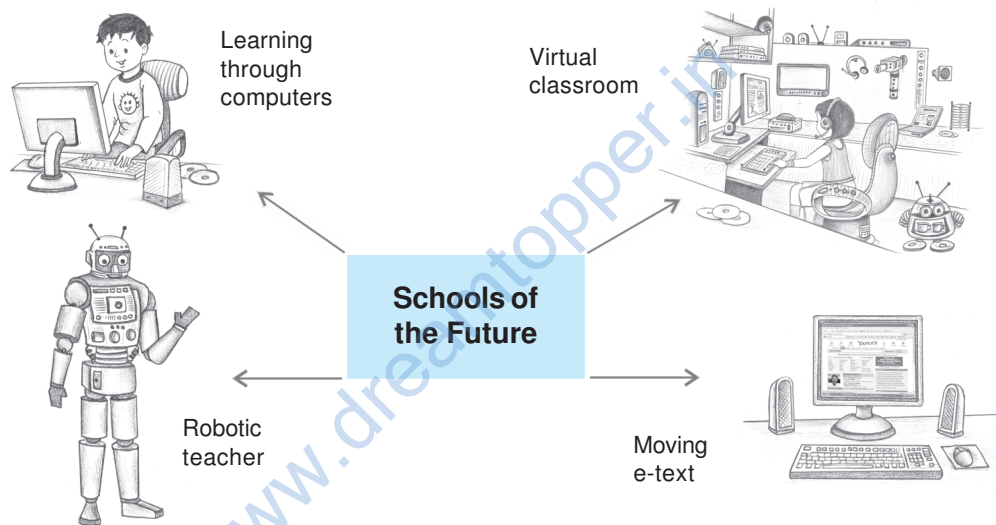 Learning
through
computers
Virtual
classroom
Schools of
the Future
Robotic
teacher
Moving
e-text
www.dreamtopper.in